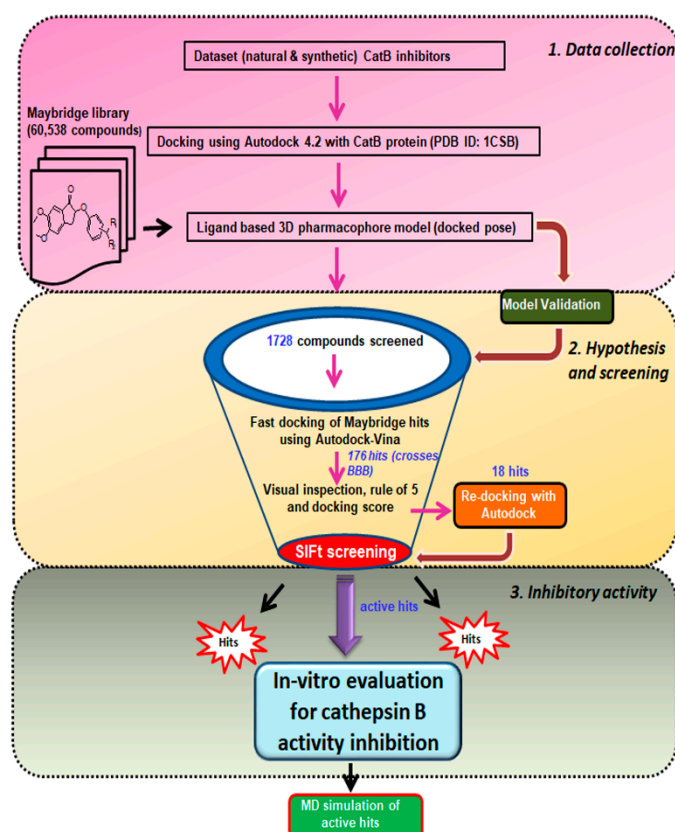 1. Data collection
Dataset (natural & synthetic) CatB inhibitors
Maybridge library
(60,538 compounds)
Docking using Autodock 4.2 with CatB protein (PDB ID: 1CSB)
O
O
O
O
R1
R2
Ligand based 3D pharmacophore model (docked pose)
Model Validation
2. Hypothesis
and screening
1728 compounds screened
Fast docking of Maybridge hits
using Autodock-Vina
176 hits (crosses
BBB)
Visual inspection, rule of 5
and docking score
18 hits
Re-docking with
Autodock
SIFt screening
3. Inhibitory activity
active hits
Hits
Hits
In-vitro evaluation
for cathepsin B
activity inhibition
MD simulation of
active hits